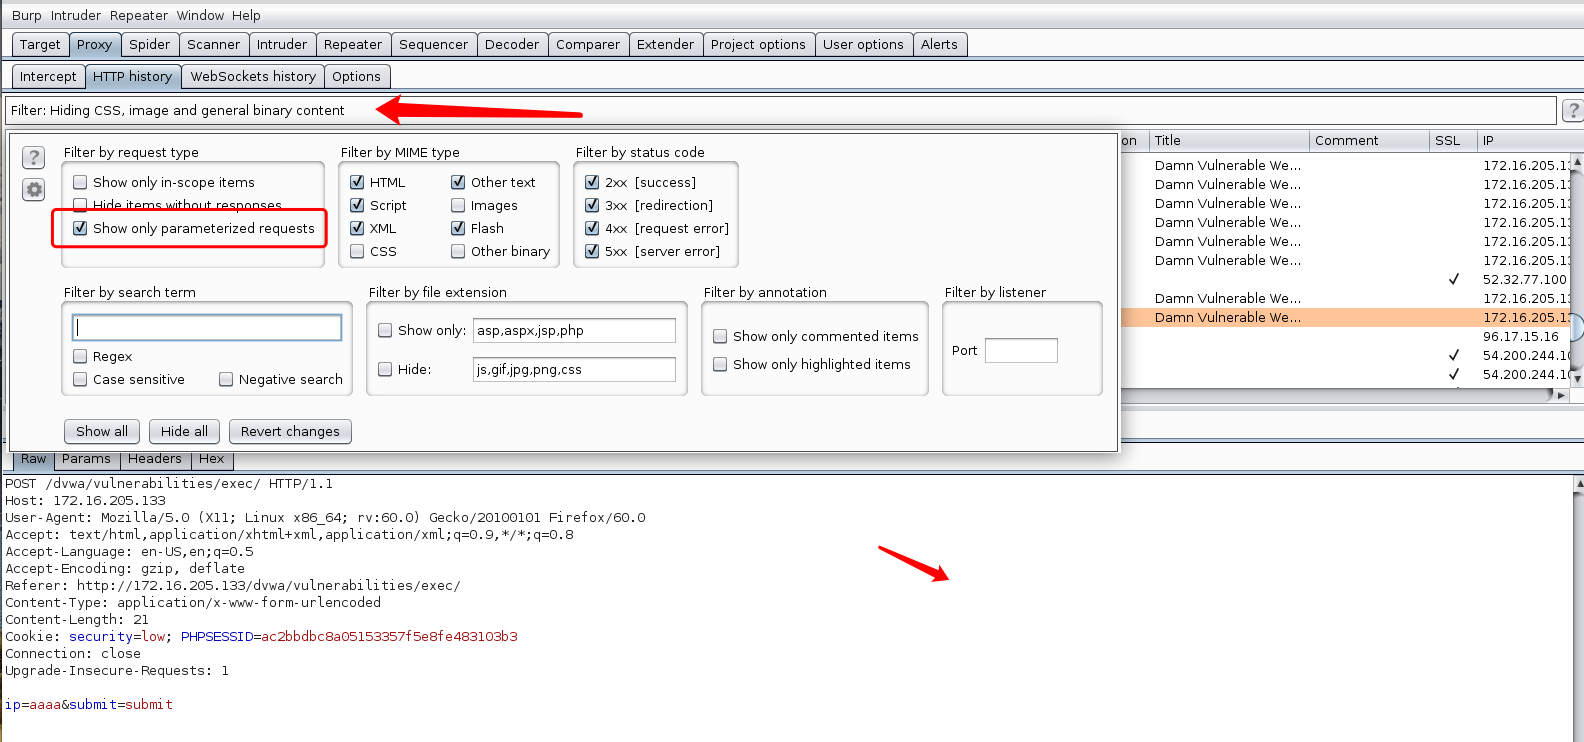 Burp Intruder Repeater Window Help
Target Proxy Spider Scanner Intruder Repeater Sequencer Decoder Comparer Extender Project options User options Alerts
Intercept HTTP history WebSockets history Options
Filter: Hiding CSS, image and general binary content ?
on Title Comment SSL IP
? Filter by request type
Show only in-scope items
Hide items without responses
Show only parameterized requests
Filter by MIME type
HTML Other text
Script Images
XML Flash
CSS Other binary
Filter by status code
2xx [success]
3xx [redirection]
4xx [request error]
5xx [server error]
Filter by search term
Regex
Case sensitive Negative search
Filter by file extension
Show only: asp,aspx,jsp,php
Hide: js,gif,jpg,png,css
Filter by annotation
Show only commented items
Show only highlighted items
Filter by listener
Port
Show all Hide all Revert changes
Damn Vulnerable We... 172.16.205.13
Damn Vulnerable We... 172.16.205.13
Damn Vulnerable We... 172.16.205.13
Damn Vulnerable We... 172.16.205.13
Damn Vulnerable We... 172.16.205.13
Damn Vulnerable We... 172.16.205.13
52.32.77.100
Damn Vulnerable We... 172.16.205.13
Damn Vulnerable We... 172.16.205.13
96.17.15.16
54.200.244.10
54.200.244.10
Raw Params Headers Hex
POST /dvwa/vulnerabilities/exec/ HTTP/1.1
Host: 172.16.205.133
User-Agent: Mozilla/5.0 (X11; Linux x86_64; rv:60.0) Gecko/20100101 Firefox/60.0
Accept: text/html,application/xhtml+xml,application/xml;q=0.9,*/*;q=0.8
Accept-Language: en-US,en;q=0.5
Accept-Encoding: gzip, deflate
Referer: http://172.16.205.133/dvwa/vulnerabilities/exec/
Content-Type: application/x-www-form-urlencoded
Content-Length: 21
Cookie: security=low; PHPSESSID=ac2bbdbc8a05153357f5e8fe483103b3
Connection: close
Upgrade-Insecure-Requests: 1
ip=aaaa&submit=submit